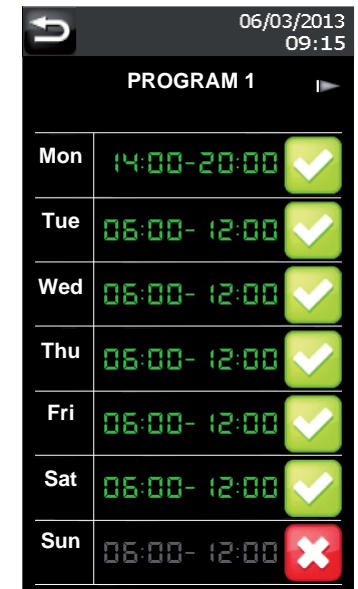 06/03/2013
09:15
PROGRAM 1
Mon 14:00-20:00
Tue 06:00- 12:00
Wed 06:00- 12:00
Thu 06:00- 12:00
Fri 06:00- 12:00
Sat 06:00- 12:00
Sun 06:00- 12:00